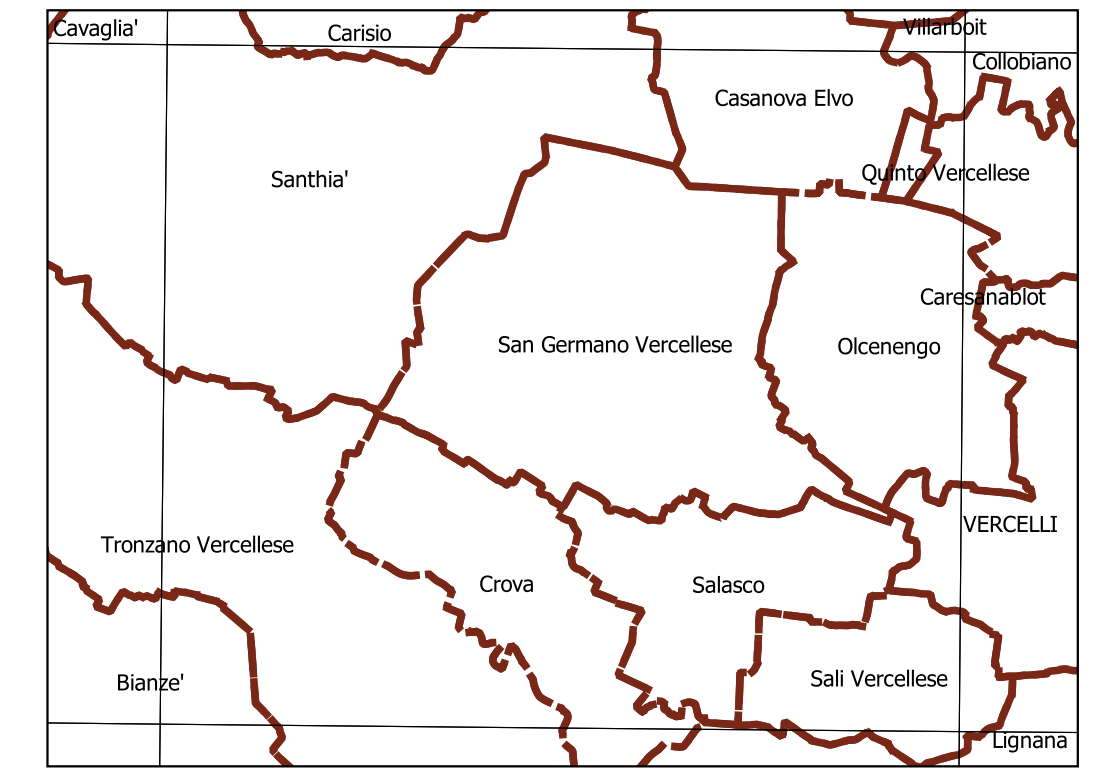 Cavaglia'
Carisio
Villarboit
Collobiano
Casanova Elvo
Quinto Vercellese
Santhia'
Caresanablot
San Germano Vercellese
Olcenengo
VERCELLI
Tronzano Vercellese
Crova
Salasco
Bianze'
Sali Vercellese
Lignana